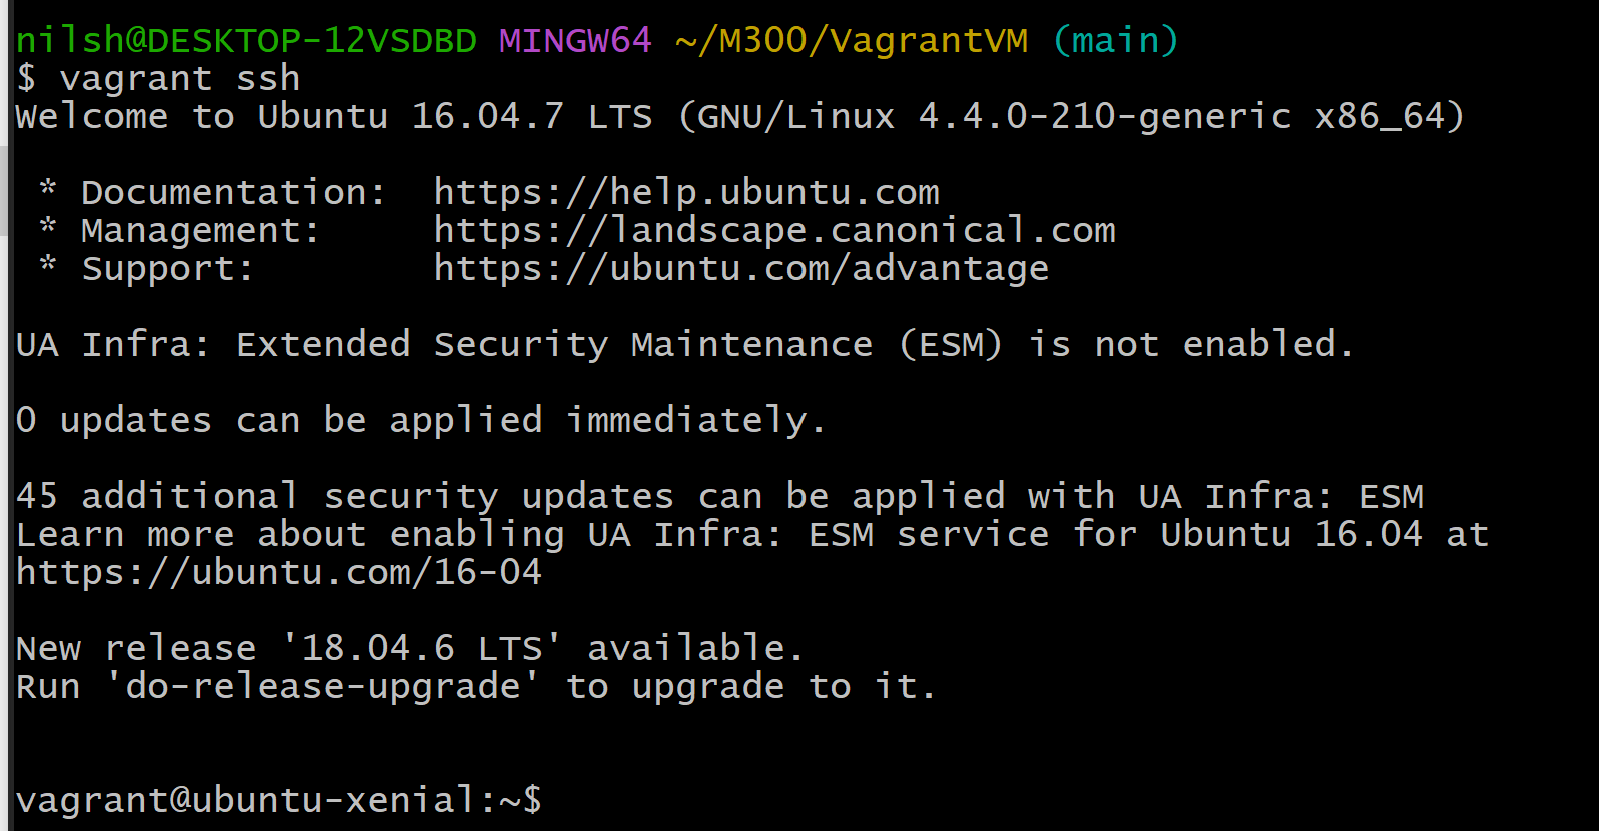 nilsh@DESKTOP-12VSDBD MINGW64 ~/M300/VagrantVM (main)
$ vagrant ssh
Welcome to Ubuntu 16.04.7 LTS (GNU/Linux 4.4.0-210-generic x86_64)
* Documentation:  https://help.ubuntu.com
* Management:     https://landscape.canonical.com
* Support:        https://ubuntu.com/advantage
UA Infra: Extended Security Maintenance (ESM) is not enabled.
0 updates can be applied immediately.
45 additional security updates can be applied with UA Infra: ESM
Learn more about enabling UA Infra: ESM service for Ubuntu 16.04 at
https://ubuntu.com/16-04
New release '18.04.6 LTS' available.
Run 'do-release-upgrade' to upgrade to it.
vagrant@ubuntu-xenial:~$